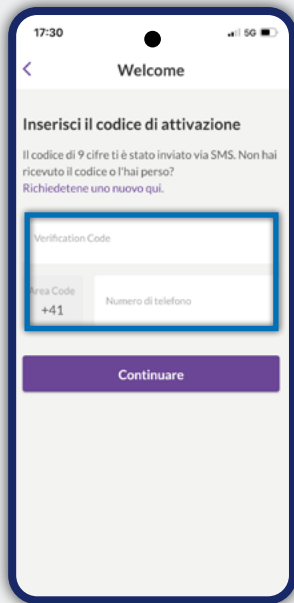 17:30
5G
Welcome
Inserisci il codice di attivazione
Il codice di 9 cifre ti è stato inviato via SMS. Non hai
ricevuto il codice o l'hai perso?
Richiedetene uno nuovo qui.
Verification Code
Area Code
+41
Numero di telefono
Continuare